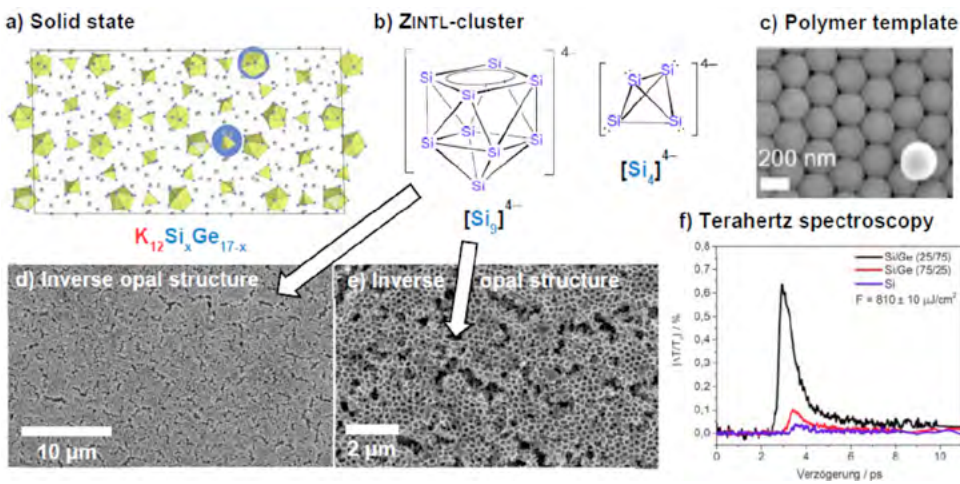 a) Solid state
K12SixGe17-x
b) ZINTL-cluster
4–
Si
Si
Si
Si
Si
Si
Si
Si
Si
[Si9]4–
4–
Si
Si
Si
Si
[Si4]4–
c) Polymer template
200 nm
d) Inverse opal structure
10 µm
e) Inverse opal structure
2 µm
f) Terahertz spectroscopy
0,8
0,7
0,6
0,5
0,4
0,3
0,2
0,1
0,0
|ΔT/T0| / %
Si/Ge (25/75)
Si/Ge (75/25)
Si
F = 810 ± 10 µJ/cm2
0 2 4 6 8 10
Verzögerung / ps